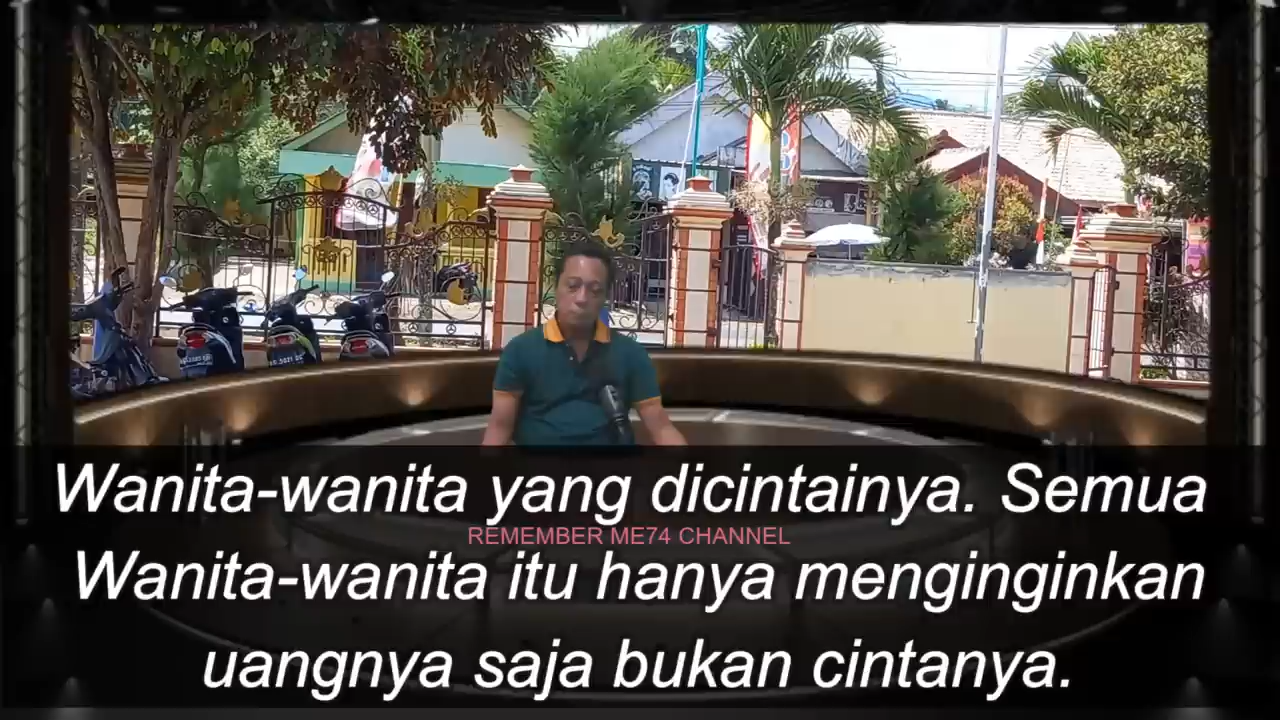 Wanita-wanita yang dicintainya. Semua
REMEMBER ME74 CHANNEL
Wanita-wanita itu hanya menginginkan
uangnya saja bukan cintanya.